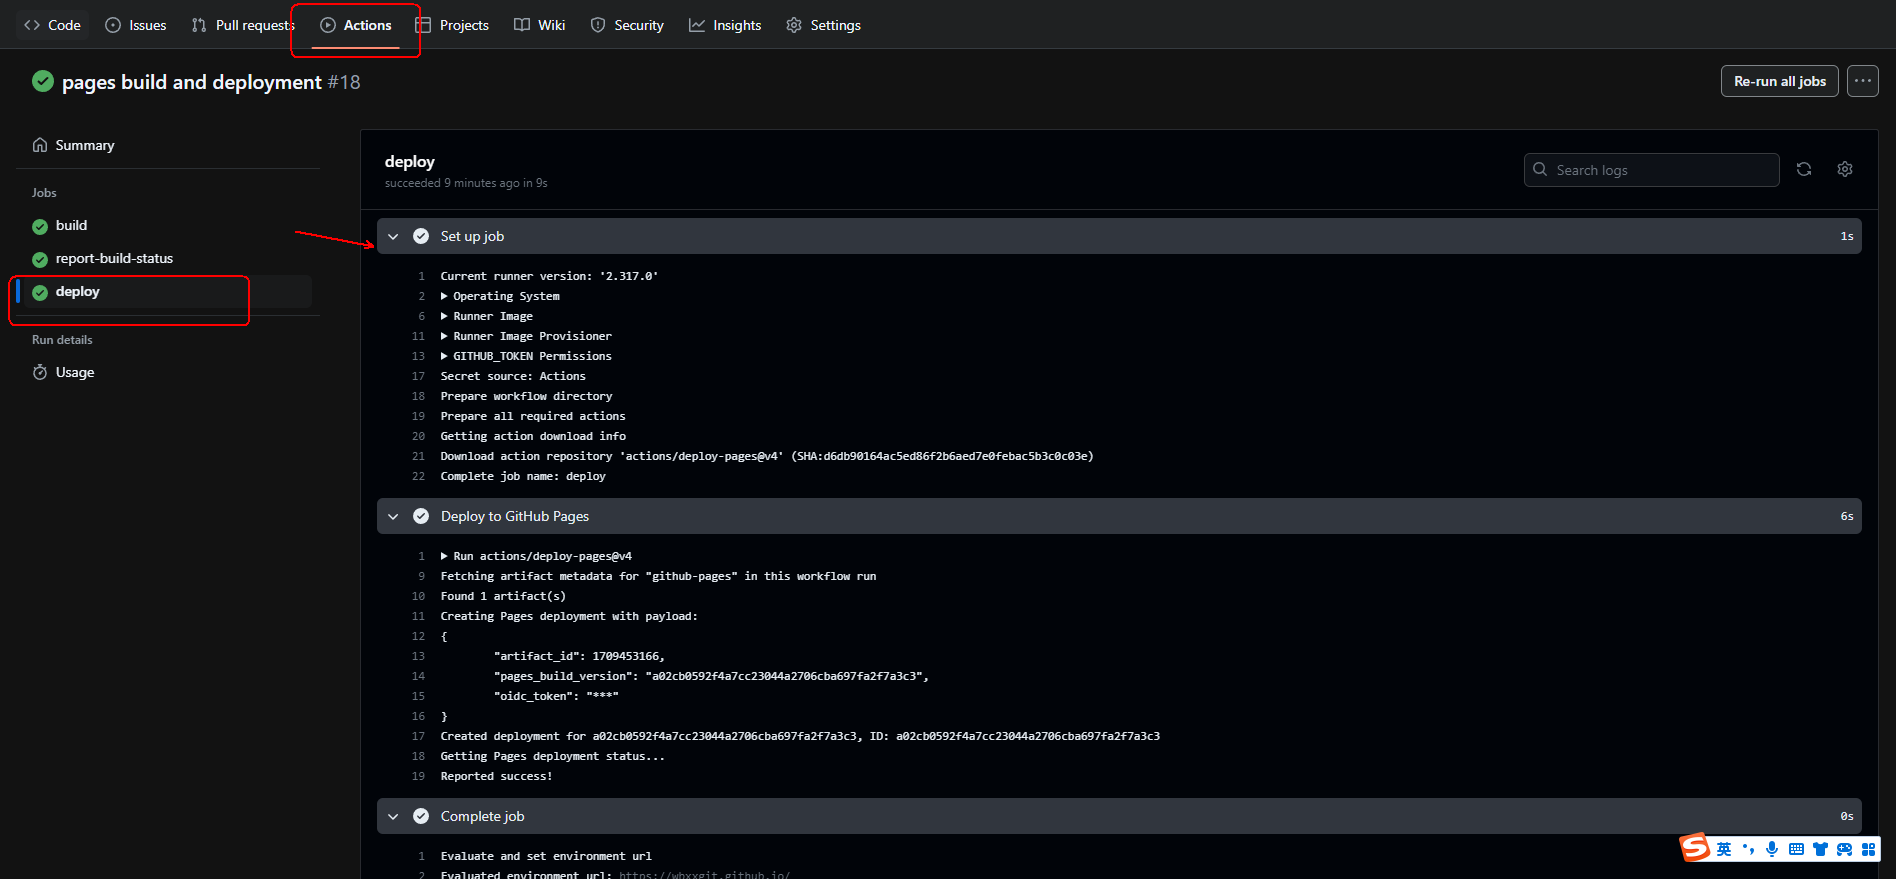 Code Issues Pull requests Actions Projects Wiki Security Insights Settings
pages build and deployment #18
Re-run all jobs
Summary
Jobs
build
report-build-status
deploy
Run details
Usage
deploy
succeeded 9 minutes ago in 9s
Search logs
Set up job 1s
1 Current runner version: '2.317.0'
2 Operating System
6 Runner Image
11 Runner Image Provisioner
13 GITHUB_TOKEN Permissions
17 Secret source: Actions
18 Prepare workflow directory
19 Prepare all required actions
20 Getting action download info
21 Download action repository 'actions/deploy-pages@v4' (SHA:d6db90164ac5ed86f2b6aed7e0febac5b3c0c03e)
22 Complete job name: deploy
Deploy to GitHub Pages 6s
1 Run actions/deploy-pages@v4
9 Fetching artifact metadata for "github-pages" in this workflow run
10 Found 1 artifact(s)
11 Creating Pages deployment with payload:
12 {
13 "artifact_id": 1709453166,
14 "pages_build_version": "a02cb0592f4a7cc23044a2706cba697fa2f7a3c3",
15 "oidc_token": "***"
16 }
17 Created deployment for a02cb0592f4a7cc23044a2706cba697fa2f7a3c3, ID: a02cb0592f4a7cc23044a2706cba697fa2f7a3c3
18 Getting Pages deployment status...
19 Reported success!
Complete job 0s
1 Evaluate and set environment url
2 Evaluated environment url: https://wbxxgit.github.io/
S 英